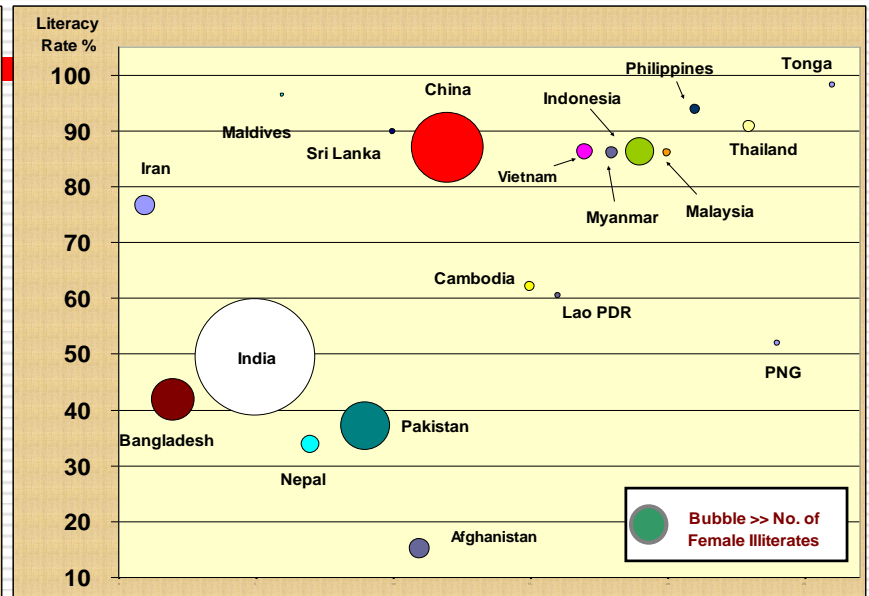 Literacy
Rate %
100
90
80
70
60
50
40
30
20
10
Tonga
Philippines
China
Indonesia
Maldives
Sri Lanka
Thailand
Iran
Vietnam
Myanmar
Malaysia
Cambodia
Lao PDR
India
PNG
Bangladesh
Pakistan
Nepal
Afghanistan
Bubble >> No. of
Female Illiterates